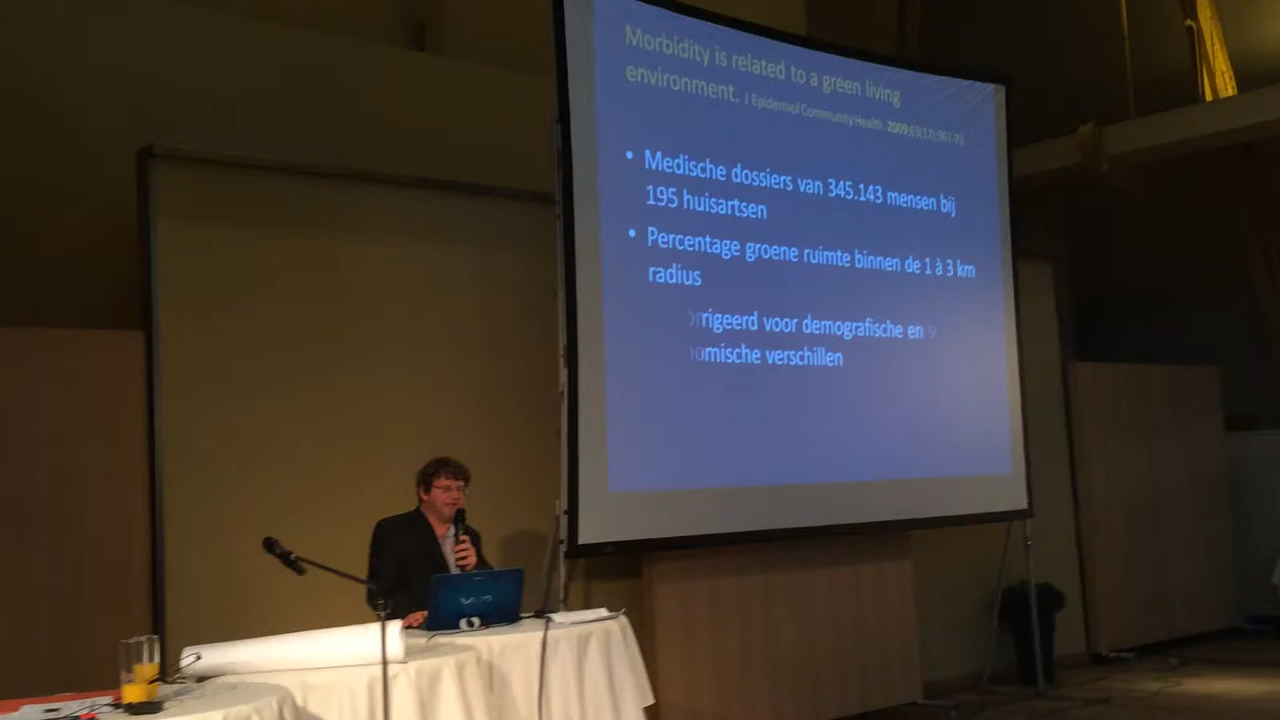 Morbidity is related to a green living
environment. J Epidemiol Community Health. 2009;63(12):967-73.
• Medische dossiers van 345.143 mensen bij
195 huisartsen
• Percentage groene ruimte binnen de 1 à 3 km
radius
rrigeerd voor demografische en
omische verschillen
VAIO